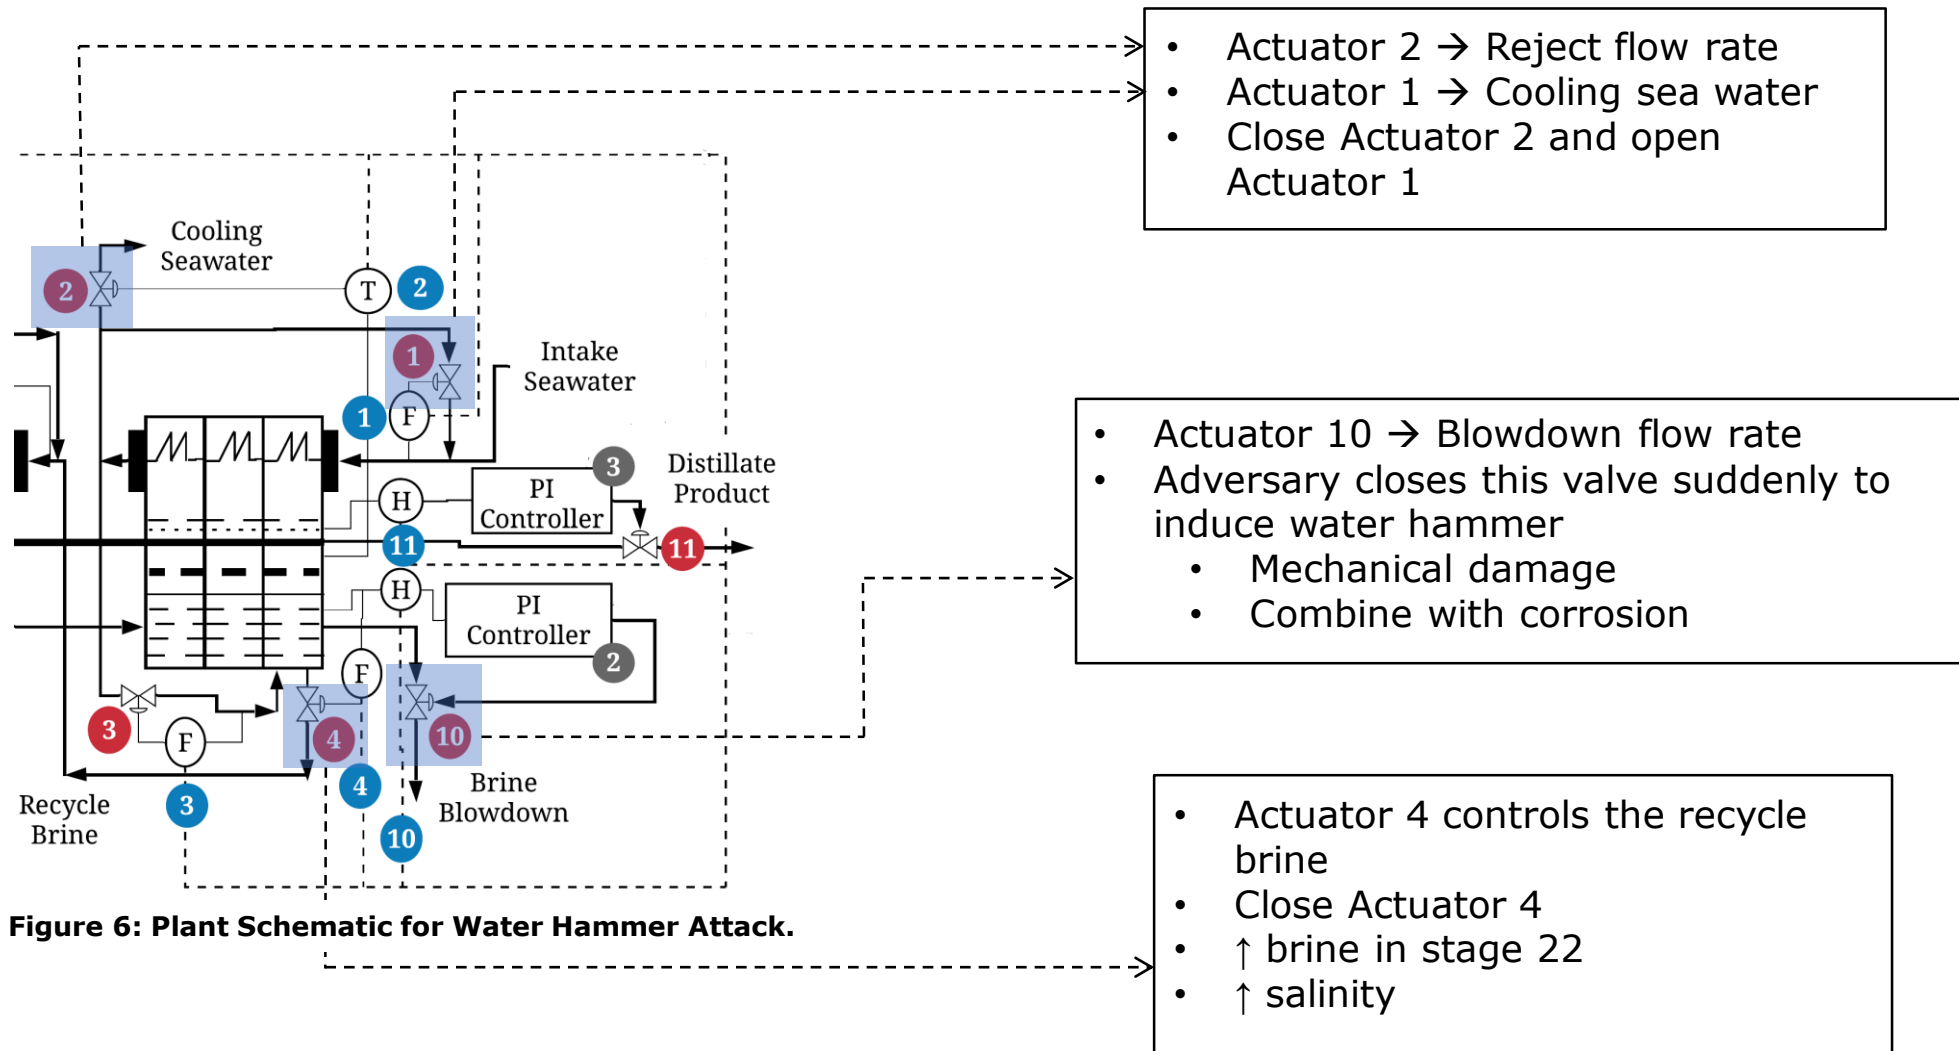 • Actuator 2 → Reject flow rate
• Actuator 1 → Cooling sea water
• Close Actuator 2 and open
Actuator 1
Cooling
Seawater
2
T
2
1
Intake
Seawater
1
F
3
Distillate
Product
PI
Controller
H
11
11
H
PI
Controller
2
F
3
F
4
10
3
4
10
Recycle
Brine
Brine
Blowdown
• Actuator 10 → Blowdown flow rate
• Adversary closes this valve suddenly to
induce water hammer
• Mechanical damage
• Combine with corrosion
• Actuator 4 controls the recycle
brine
• Close Actuator 4
• ↑ brine in stage 22
• ↑ salinity
Figure 6: Plant Schematic for Water Hammer Attack.